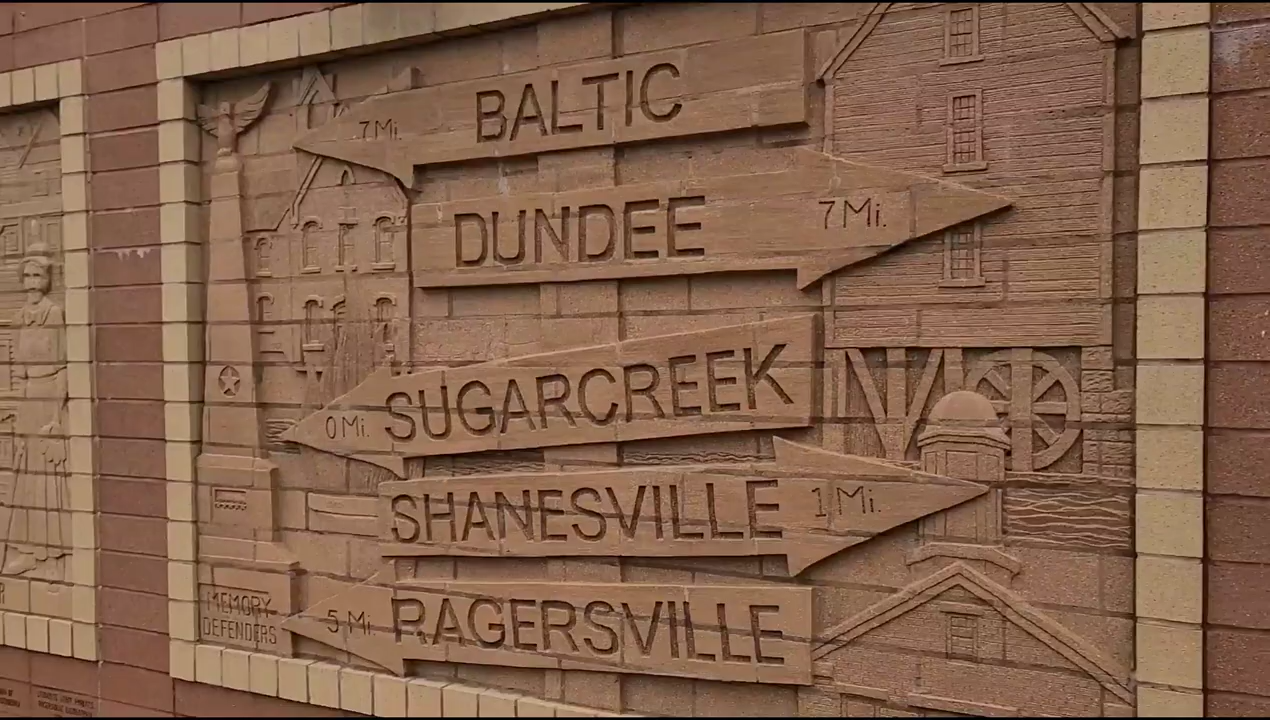 7 Mi. BALTIC
DUNDEE 7 Mi.
0 Mi. SUGARCREEK
SHANESVILLE 1 Mi.
5 Mi. RAGERSVILLE
MEMORY
DEFENDERS